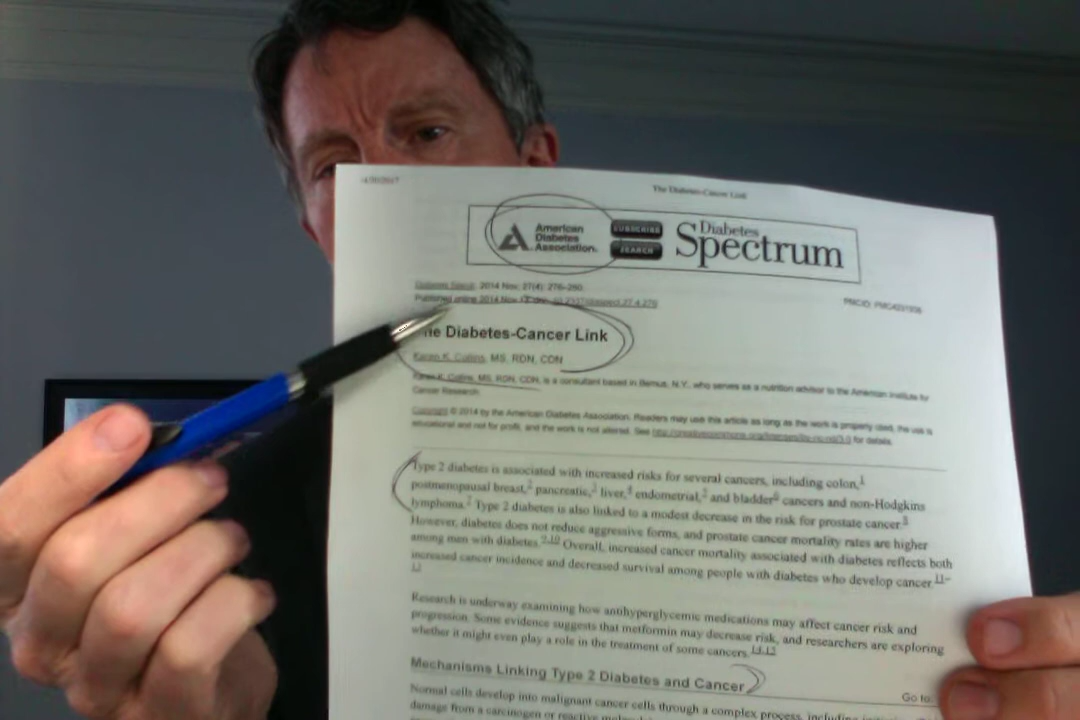 The Diabetes-Cancer Link
American
Diabetes
Association.
SUBSCRIBE
SEARCH
Diabetes
Spectrum
2014 Nov; 27(4): 276–280.
Published online 2014 Nov
he Diabetes-Cancer Link
Karen K. Collins, MS, RDN, CDN
Karen K. Collins, MS, RDN, CDN, is a consultant based in Bemus, N.Y., who serves as a nutrition advisor to the American Institute for
Cancer Research.
Copyright © 2014 by the American Diabetes Association. Readers may use this article as long as the work is properly cited, the use is
educational and not for profit, and the work is not altered. See for details.
Type 2 diabetes is associated with increased risks for several cancers, including colon,1
postmenopausal breast,2 pancreatic,3 liver,4 endometrial,5 and bladder6 cancers and non-Hodgkins
lymphoma.7 Type 2 diabetes is also linked to a modest decrease in the risk for prostate cancer.8
However, diabetes does not reduce aggressive forms, and prostate cancer mortality rates are higher
among men with diabetes.9,10 Overall, increased cancer mortality associated with diabetes reflects both
increased cancer incidence and decreased survival among people with diabetes who develop cancer.11–
13
Research is underway examining how antihyperglycemic medications may affect cancer risk and
progression. Some evidence suggests that metformin may decrease risk, and researchers are exploring
whether it might even play a role in the treatment of some cancers.14,15
Mechanisms Linking Type 2 Diabetes and Cancer
Go to:
Normal cells develop into malignant cancer cells through a complex process, including
damage from a carcinogen or reactive